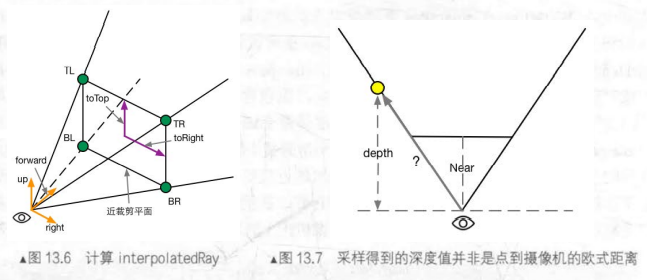 TL
toTop
TR
BL
toRight
forward
up
BR
right
近裁剪平面
depth
?
Near
▲图 13.6 计算 interpolatedRay
▲图 13.7 采样得到的深度值并非是点到摄像机的欧式距离